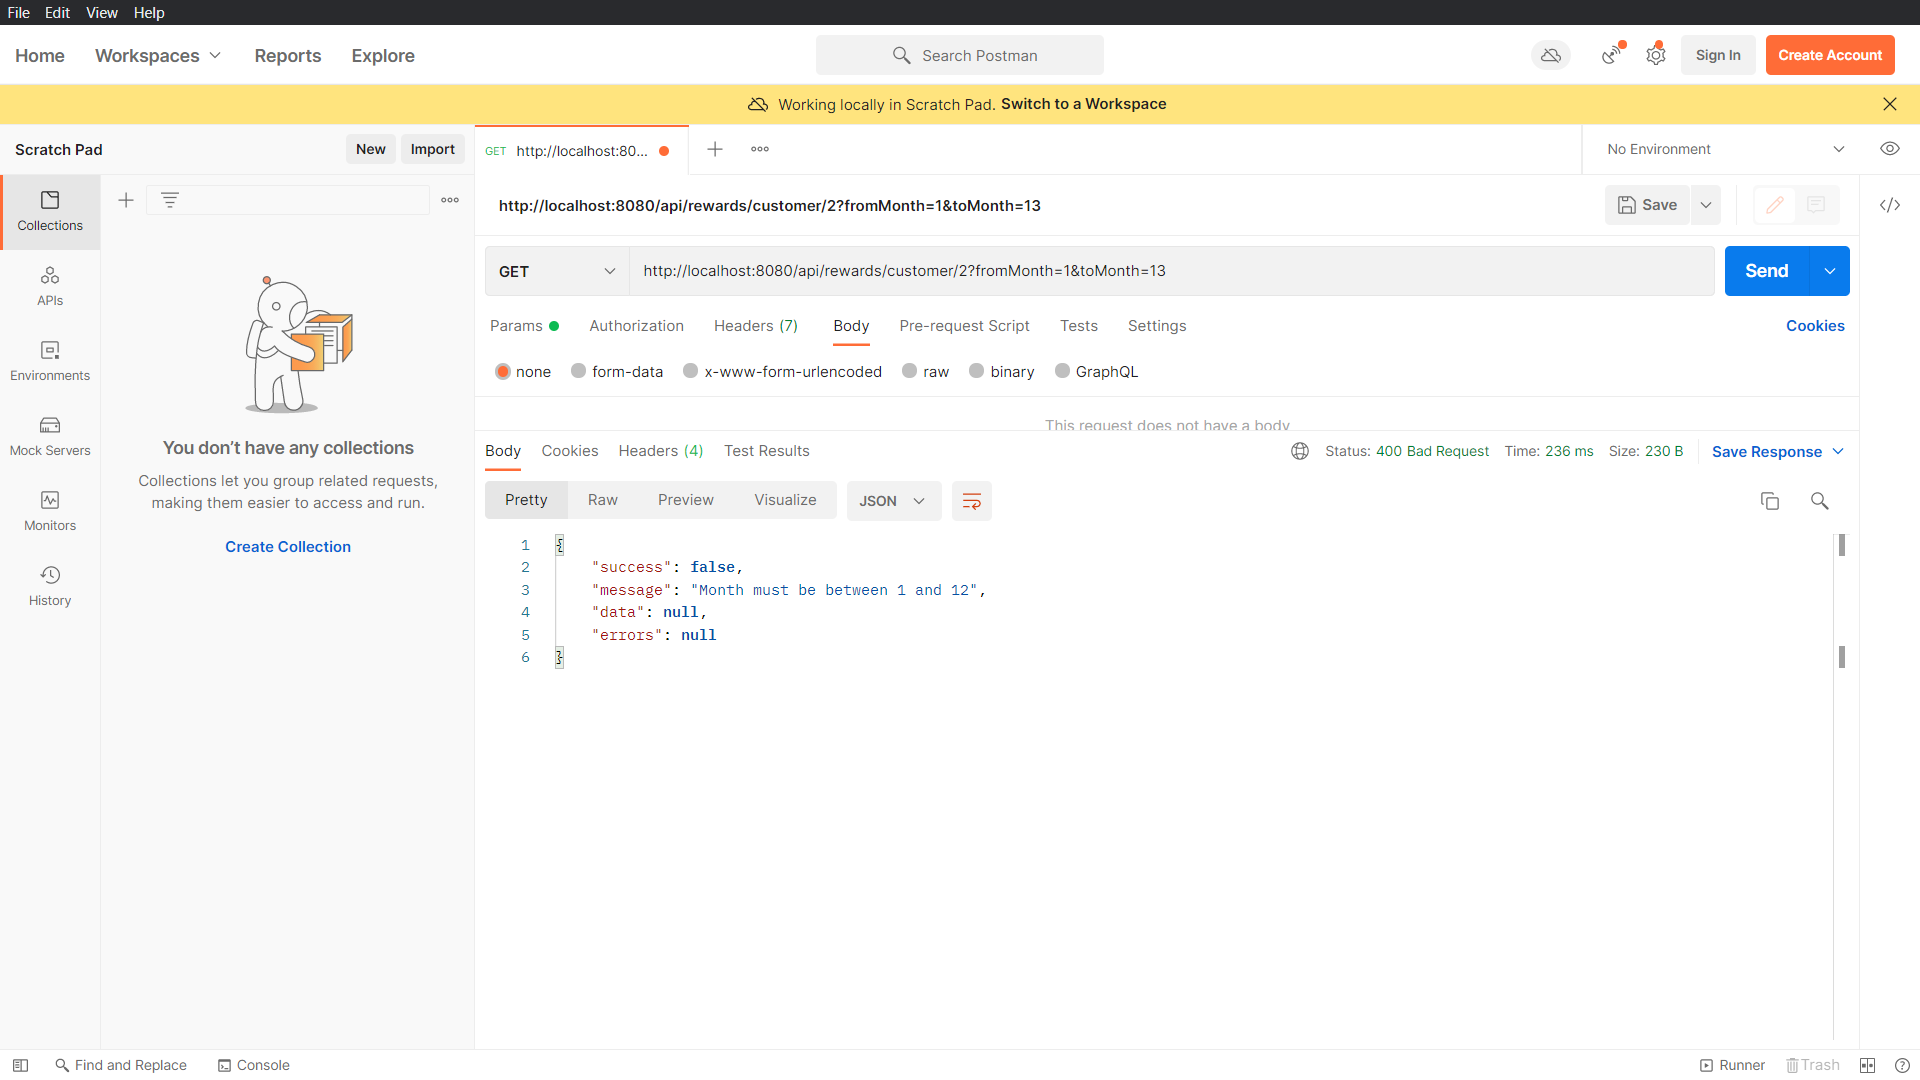 File Edit View Help
Home Workspaces Reports Explore Search Postman Sign In Create Account
Working locally in Scratch Pad. Switch to a Workspace
Scratch Pad New Import GET http://localhost:80... No Environment
http://localhost:8080/api/rewards/customer/2?fromMonth=1&toMonth=13 Save
GET http://localhost:8080/api/rewards/customer/2?fromMonth=1&toMonth=13 Send
Params Authorization Headers (7) Body Pre-request Script Tests Settings Cookies
none form-data x-www-form-urlencoded raw binary GraphQL
This request does not have a body
Collections
APIs
Environments
Mock Servers
Monitors
History
You don’t have any collections
Collections let you group related requests,
making them easier to access and run.
Create Collection
Body Cookies Headers (4) Test Results Status: 400 Bad Request Time: 236 ms Size: 230 B Save Response
Pretty Raw Preview Visualize JSON
1 {
2 "success": false,
3 "message": "Month must be between 1 and 12",
4 "data": null,
5 "errors": null
6 }
Find and Replace Console Runner Trash